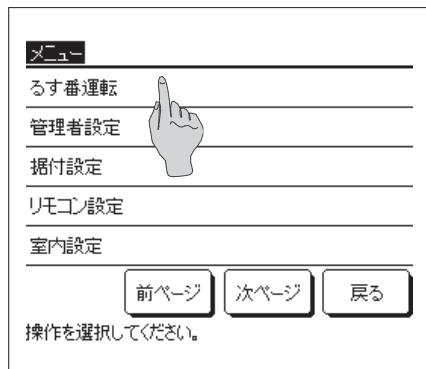 メニュー
るす番運転
管理者設定
据付設定
リモコン設定
室内設定
前ページ 次ページ 戻る
操作を選択してください。